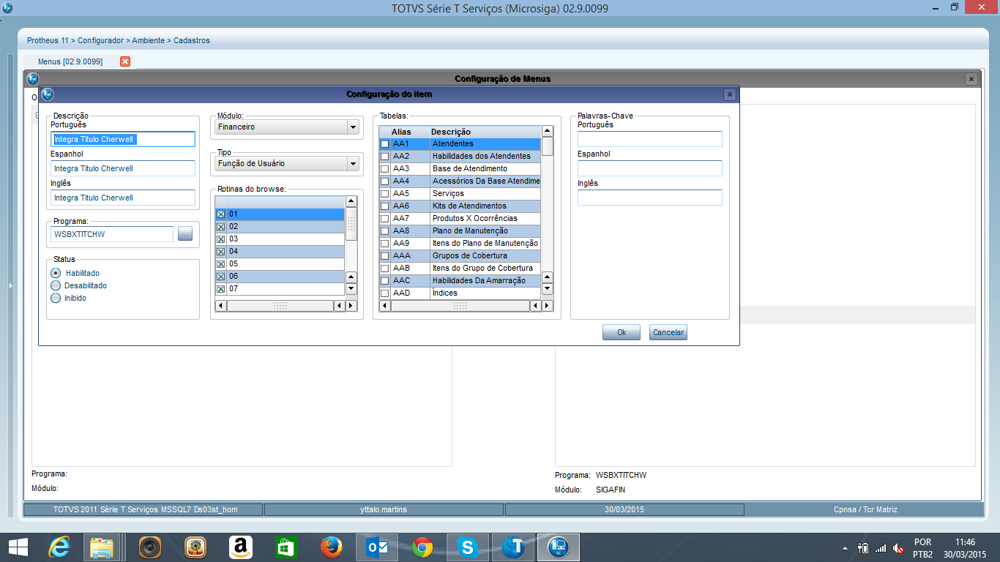 TOTVS Série T Serviços (Microsiga) 02.9.0099
Protheus 11 > Configurador > Ambiente > Cadastros
Menus [02.9.0099]
Configuração de Menus
O
Configuração do item
Descrição
Português
Integra Titulo Cherwell
Espanhol
Integra Titulo Cherwell
Inglês
Integra Titulo Cherwell
Programa:
WSBXTITCHW
...
Status
Habilitado
Desabilitado
Inibido
Módulo:
Financeiro
Tipo
Função de Usuário
Rotinas do browse:
01
02
03
04
05
06
07
Tabelas:
Alias Descrição
AA1 Atendentes
AA2 Habilidades dos Atendentes
AA3 Base de Atendimento
AA4 Acessórios Da Base Atendime
AA5 Serviços
AA6 Kits de Atendimentos
AA7 Produtos X Ocorrências
AA8 Plano de Manutenção
AA9 Itens do Plano de Manutenção
AAA Grupos de Cobertura
AAB Itens do Grupo de Cobertura
AAC Habilidades Da Amarração
AAD Índices
Palavras-Chave
Português
Espanhol
Inglês
Ok
Cancelar
Programa:
Módulo:
Programa: WSBXTITCHW
Módulo: SIGAFIN
TOTVS 2011 Série T Serviços MSSQL7 Ds03st_hom
yttalo.martins
30/03/2015
Cpnsa / Tcr Matriz
POR
PTB2
11:46
30/03/2015